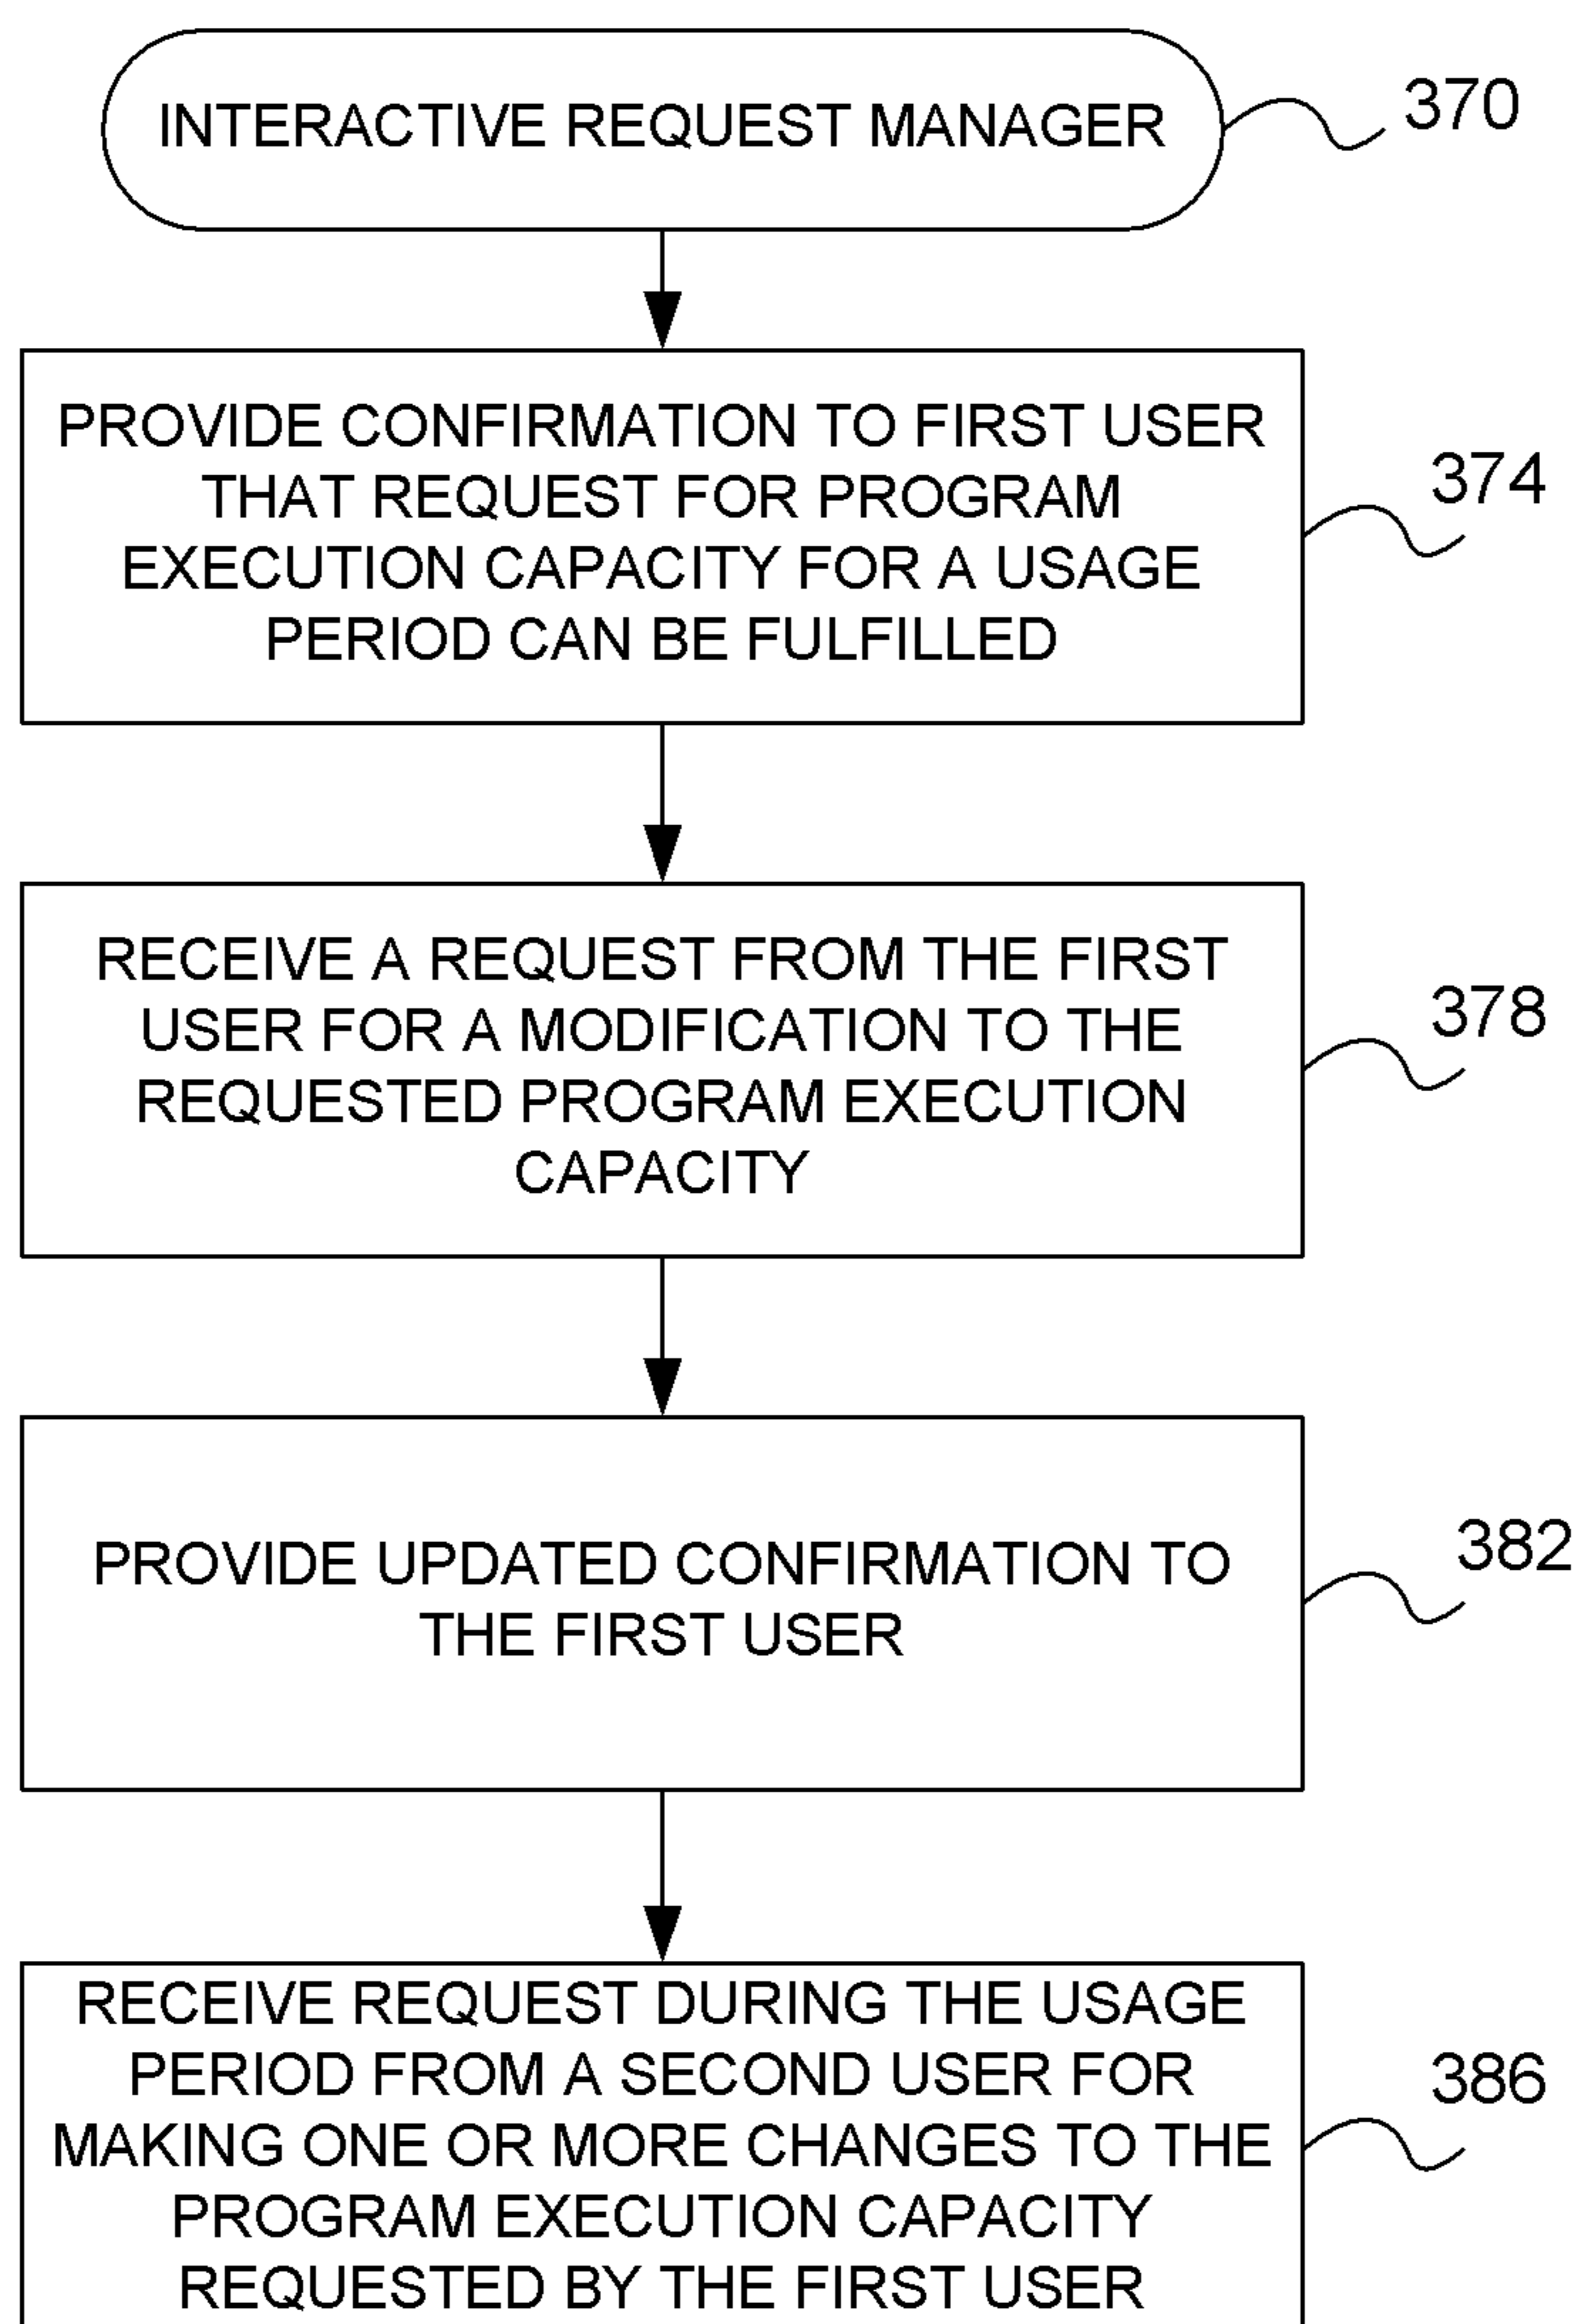 INTERACTIVE REQUEST MANAGER
370
PROVIDE CONFIRMATION TO FIRST USER
THAT REQUEST FOR PROGRAM
EXECUTION CAPACITY FOR A USAGE
PERIOD CAN BE FULFILLED
374
RECEIVE A REQUEST FROM THE FIRST
USER FOR A MODIFICATION TO THE
REQUESTED PROGRAM EXECUTION
CAPACITY
378
PROVIDE UPDATED CONFIRMATION TO
THE FIRST USER
382
RECEIVE REQUEST DURING THE USAGE
PERIOD FROM A SECOND USER FOR
MAKING ONE OR MORE CHANGES TO THE
PROGRAM EXECUTION CAPACITY
REQUESTED BY THE FIRST USER
386